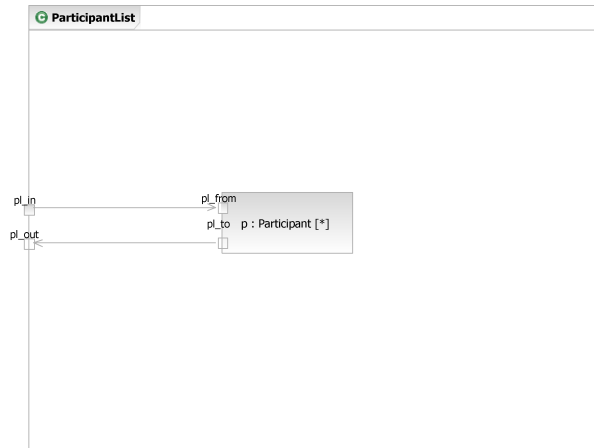 C ParticipantList
pl_in
pl_from
pl_out
pl_to
p : Participant [*]